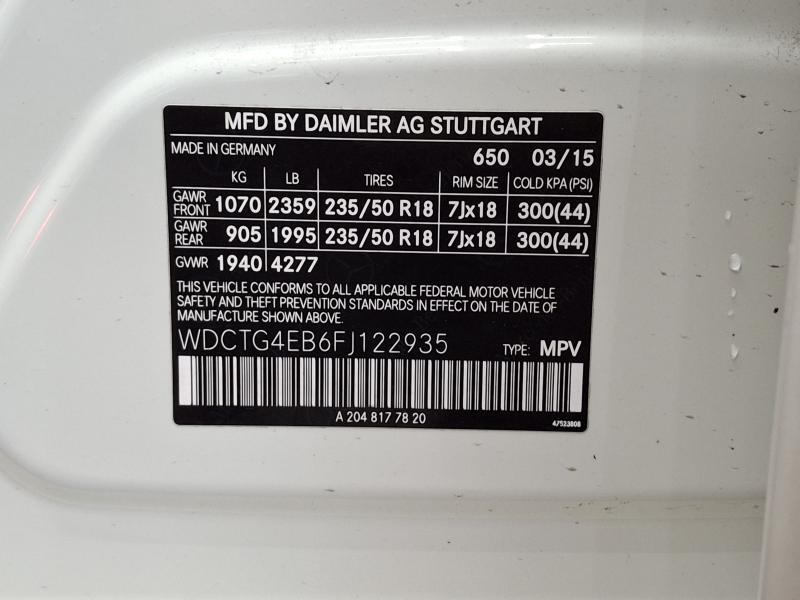 MFD BY DAIMLER AG STUTTGART
MADE IN GERMANY 650 03/15
KG LB TIRES RIM SIZE COLD KPA (PSI)
GAWR FRONT 1070 2359 235/50 R18 7Jx18 300(44)
GAWR REAR 905 1995 235/50 R18 7Jx18 300(44)
GVWR 1940 4277
THIS VEHICLE CONFORMS TO ALL APPLICABLE FEDERAL MOTOR VEHICLE
SAFETY AND THEFT PREVENTION STANDARDS IN EFFECT ON THE DATE OF
MANUFACTURE SHOWN ABOVE.
WDCTG4EB6FJ122935 TYPE: MPV
A 204 817 78 20
47523808